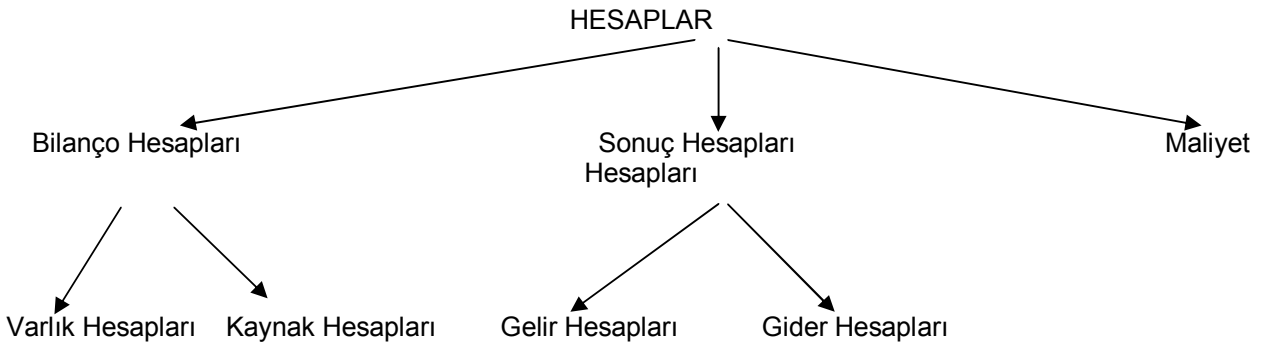 HESAPLAR
Bilanço Hesapları Sonuç Hesapları Maliyet
Hesapları
Varlık Hesapları Kaynak Hesapları Gelir Hesapları Gider Hesapları